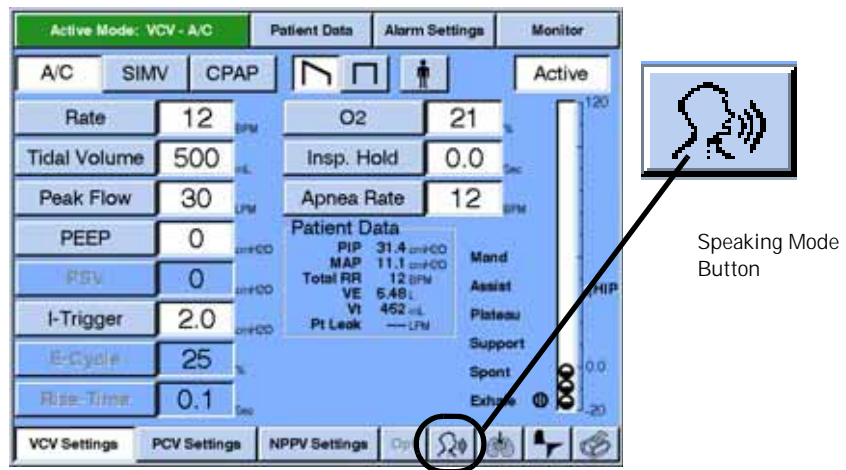 Active Mode: VCV - A/C Patient Data Alarm Settings Monitor
A/C SIMV CPAP Active
120
Rate 12 BPM O2 21 %
Tidal Volume 500 mL Insp. Hold 0.0 Sec
Peak Flow 30 LPM Apnea Rate 12 BPM
PEEP 0 cmH2O
Patient Data
PIP 31.4 cmH2O
MAP 11.1 cmH2O
Total RR 12 BPM
VE 6.48 L
Vt 462 mL
Pt Leak --- LPM
PSV 0 cmH2O
I-Trigger 2.0 cmH2O
E-Cycle 25 %
Rise Time 0.1 Sec
Mand
Assist
Plateau
Support
Spont
Exhale
HIP
0.0
-20
VCV Settings PCV Settings NPPV Settings
Speaking Mode
Button